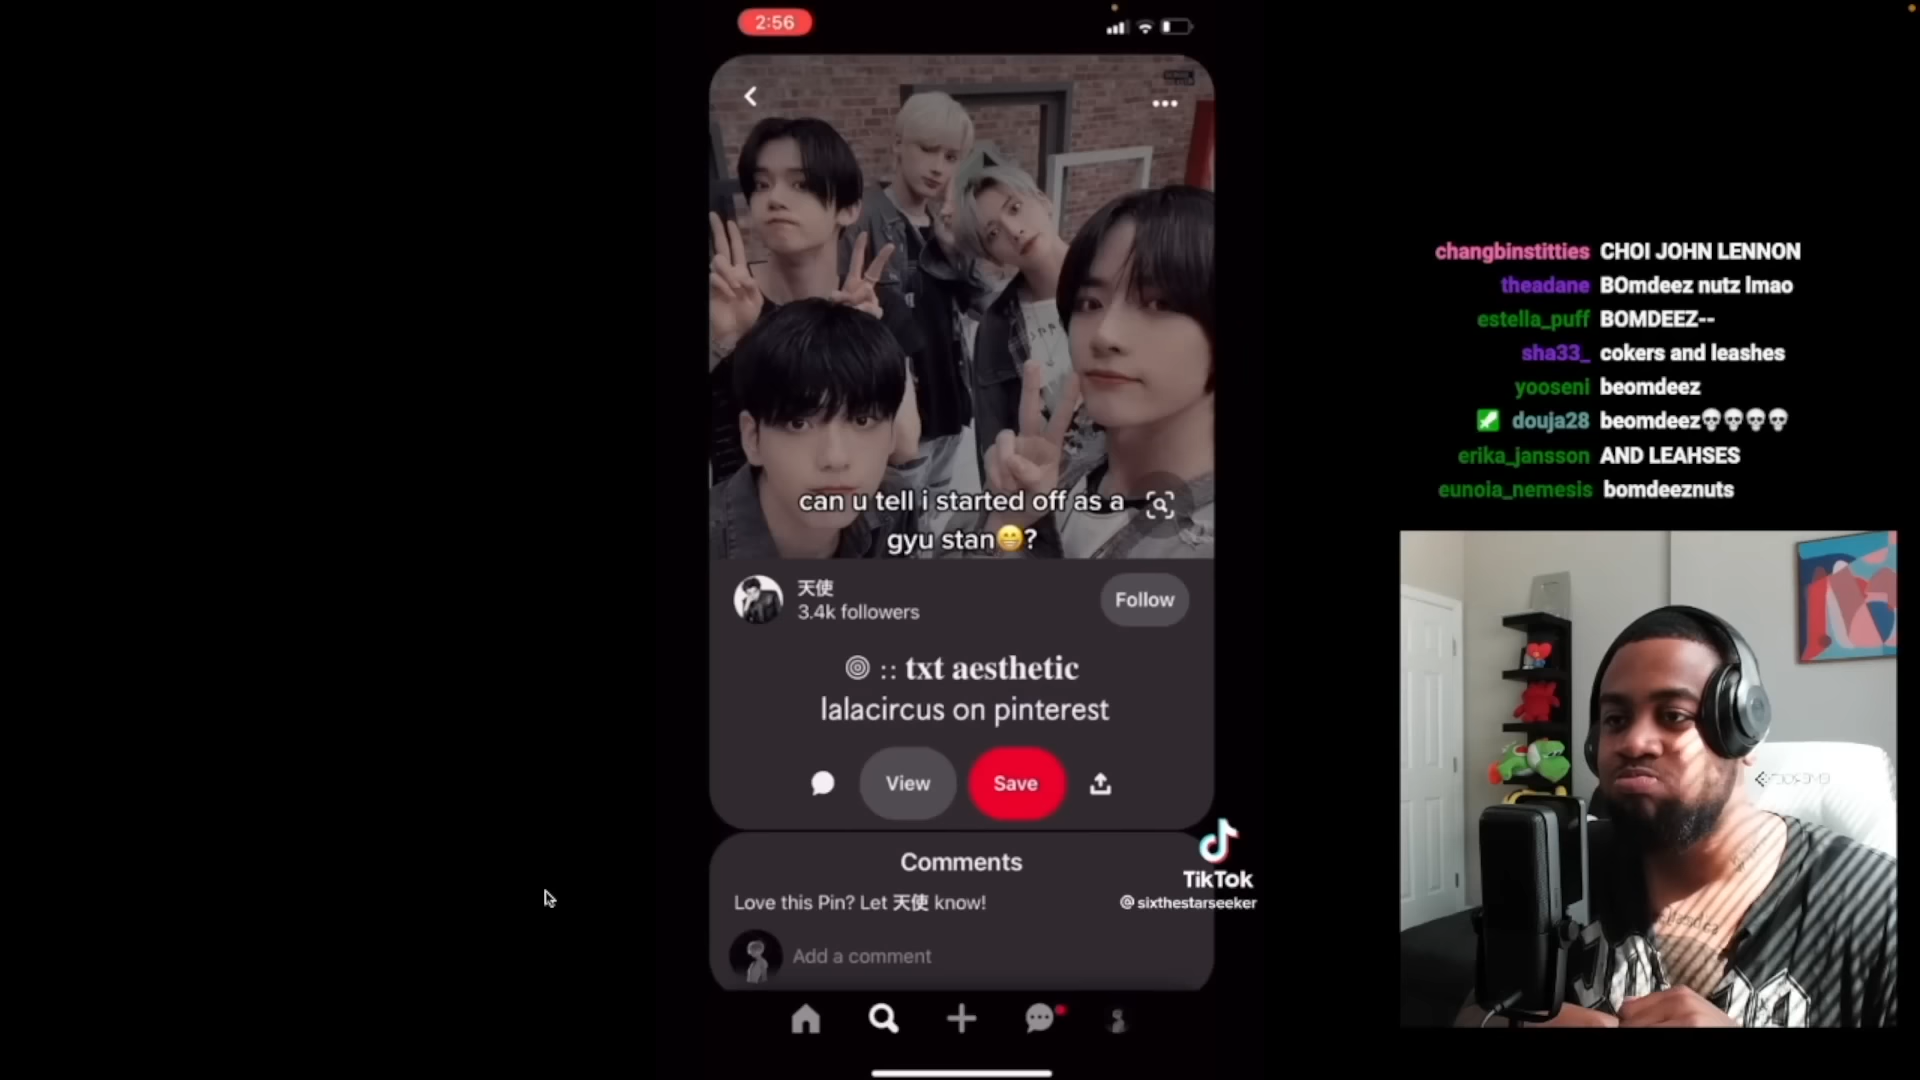 2:56
can u tell i started off as a
gyu stan😁?
天使
3.4k followers
Follow
:: txt aesthetic
lalacircus on pinterest
View
Save
Comments
Love this Pin? Let 天使 know!
Add a comment
TikTok
@sixthestarseeker
changbinstitties CHOI JOHN LENNON
theadane BOmdeez nutz lmao
estella_puff BOMDEEZ--
sha33_ cokers and leashes
yooseni beomdeez
douja28 beomdeez💀💀💀💀
erika_jansson AND LEAHSES
eunoia_nemesis bomdeeznuts